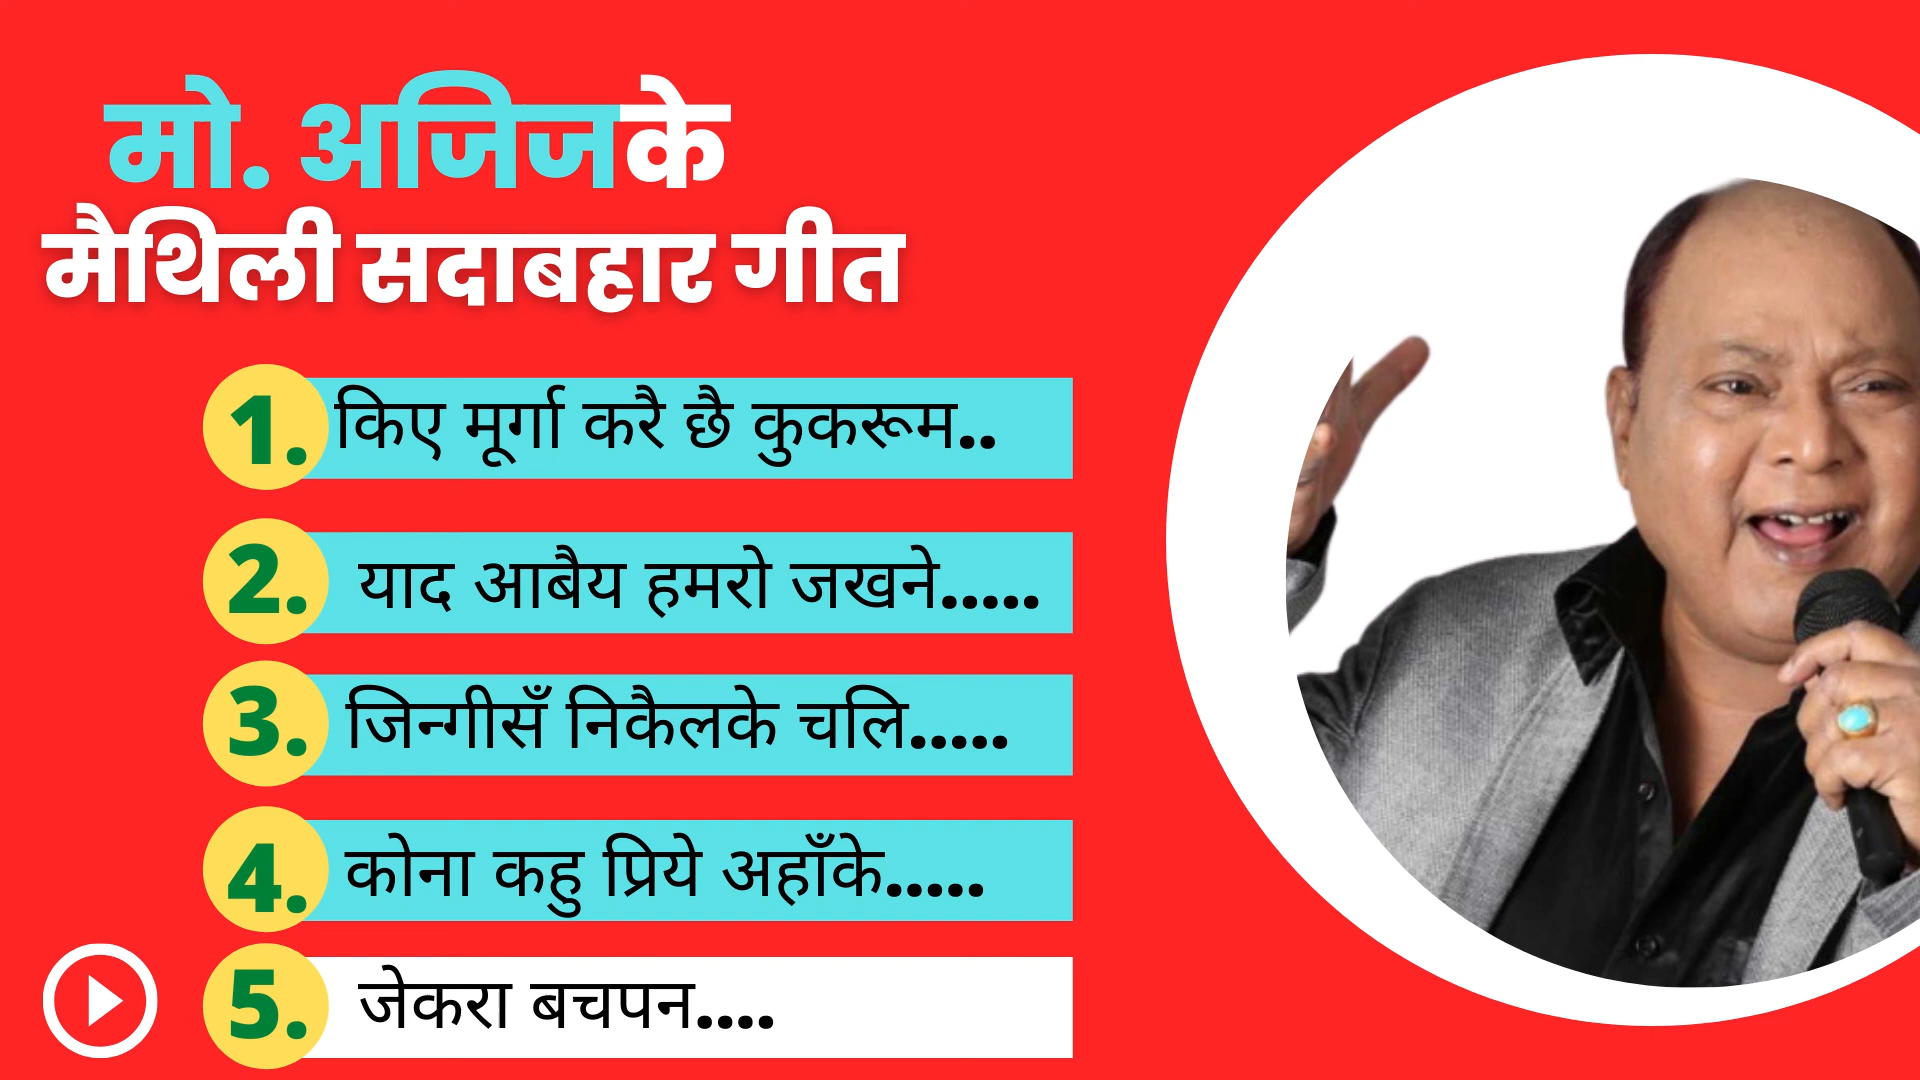 मो. अजिजके
मैथिली सदाबहार गीत
1. किए मूर्गा करै छै कुकरूम..
2. याद आबैय हमरो जखने.....
3. जिन्गीसँ निकैलके चलि.....
4. कोना कहु प्रिये अहाँके.....
5. जेकरा बचपन....